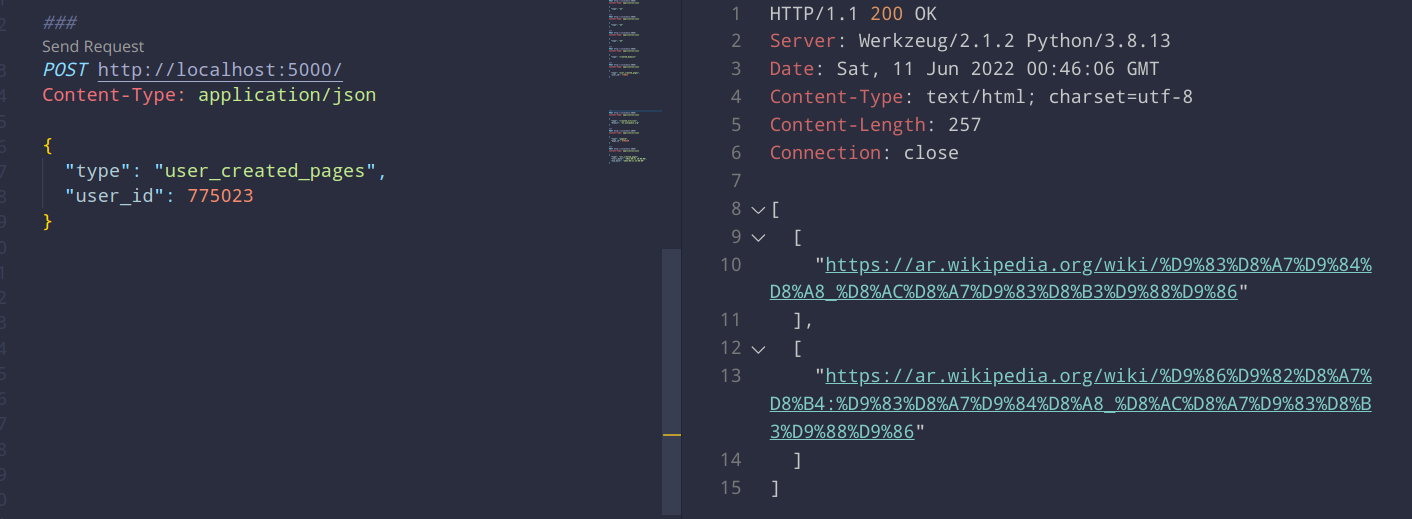 ###
Send Request
POST http://localhost:5000/
Content-Type: application/json
{
"type": "user_created_pages",
"user_id": 775023
}
1 HTTP/1.1 200 OK
2 Server: Werkzeug/2.1.2 Python/3.8.13
3 Date: Sat, 11 Jun 2022 00:46:06 GMT
4 Content-Type: text/html; charset=utf-8
5 Content-Length: 257
6 Connection: close
7
8 [
9 [
10 "https://ar.wikipedia.org/wiki/%D9%83%D8%A7%D9%84%
D8%A8_%D8%AC%D8%A7%D9%83%D8%B3%D9%88%D9%86"
11 ],
12 [
13 "https://ar.wikipedia.org/wiki/%D9%86%D9%82%D8%A7%
D8%B4:%D9%83%D8%A7%D9%84%D8%A8_%D8%AC%D8%A7%D9%83%D8%B
3%D9%88%D9%86"
14 ]
15 ]